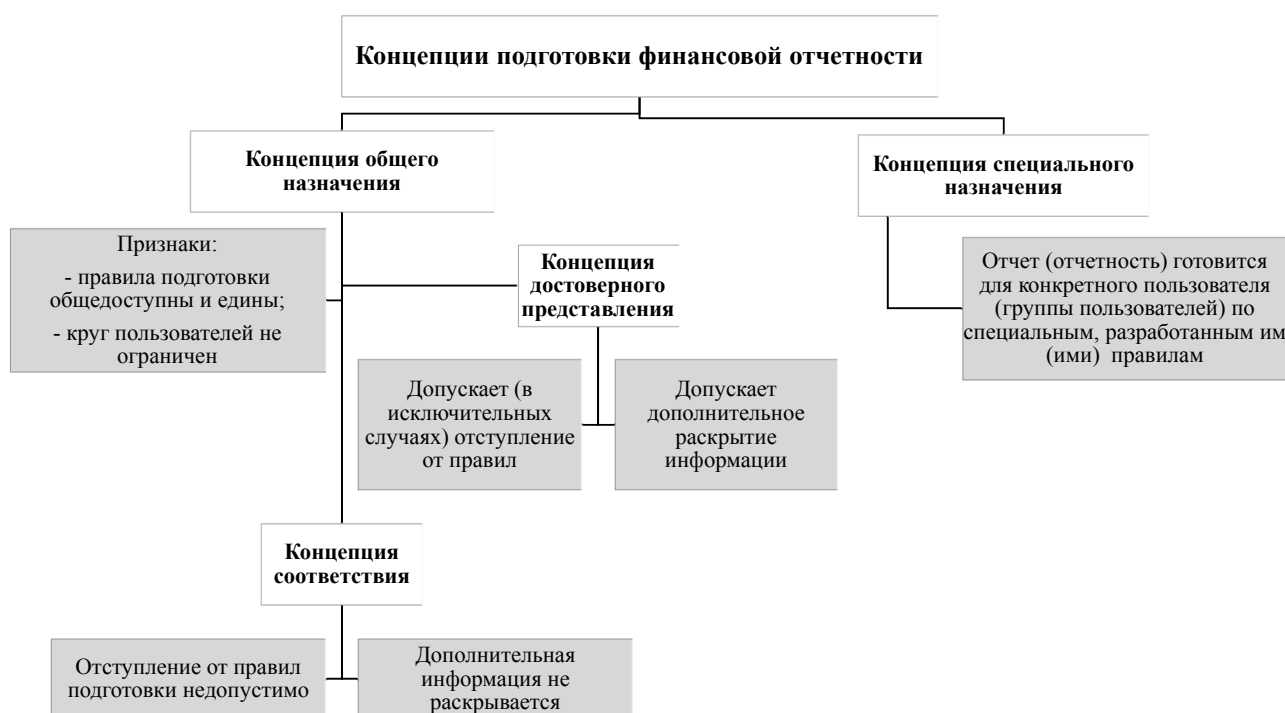 Концепции подготовки финансовой отчетности
Концепция общего
назначения
Концепция специального
назначения
Признаки:
- правила подготовки
общедоступны и едины;
- круг пользователей не
ограничен
Концепция
достоверного
представления
Отчет (отчетность) готовится
для конкретного пользователя
(группы пользователей) по
специальным, разработанным им
(ими) правилам
Допускает (в
исключительных
случаях) отступление
от правил
Допускает
дополнительное
раскрытие
информации
Концепция
соответствия
Отступление от правил
подготовки недопустимо
Дополнительная
информация не
раскрывается